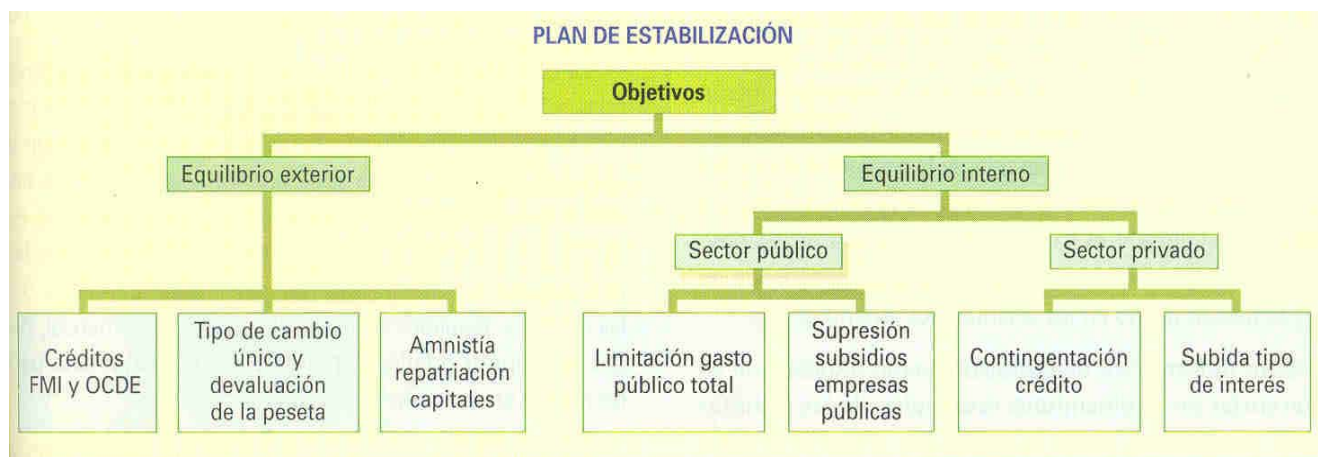 PLAN DE ESTABILIZACIÓN
Objetivos
Equilibrio exterior
Equilibrio interno
Sector público
Sector privado
Créditos
FMI y OCDE
Tipo de cambio
único y
devaluación
de la peseta
Amnistía
repatriación
capitales
Limitación gasto
público total
Supresión
subsidios
empresas
públicas
Contingentación
crédito
Subida tipo
de interés